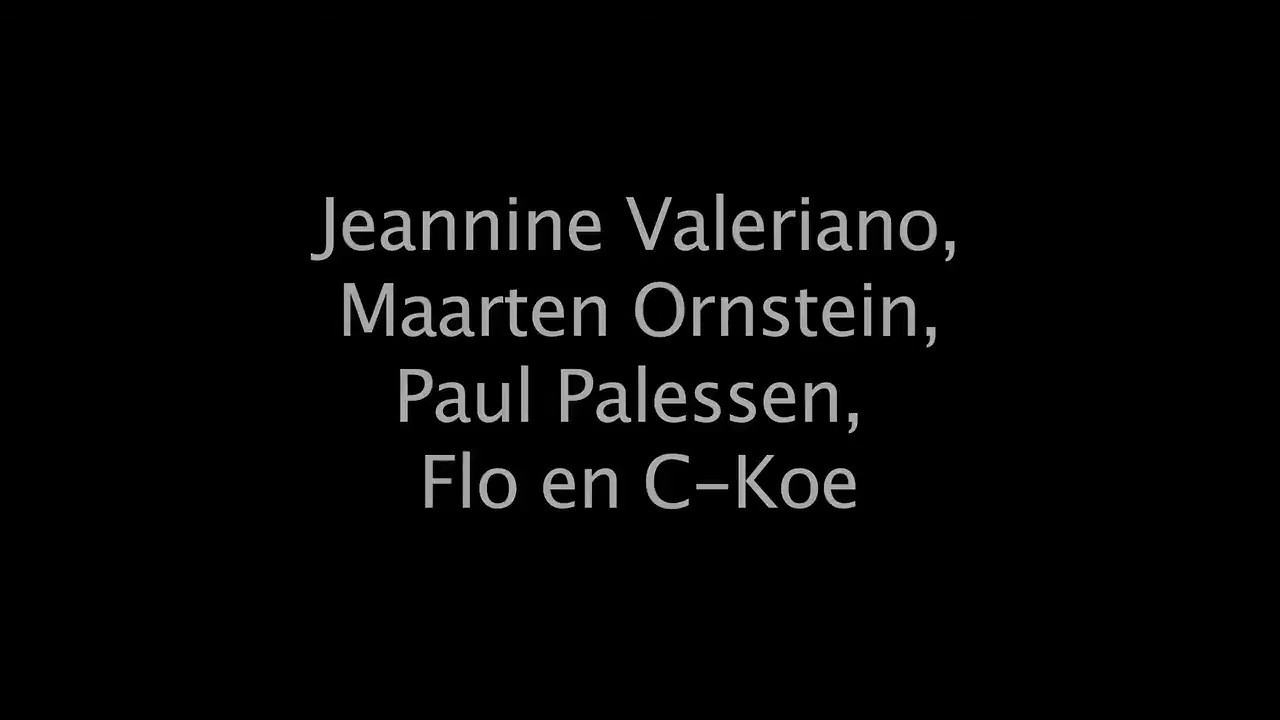 Jeannine Valeriano,
Maarten Ornstein,
Paul Palessen,
Flo en C-Koe